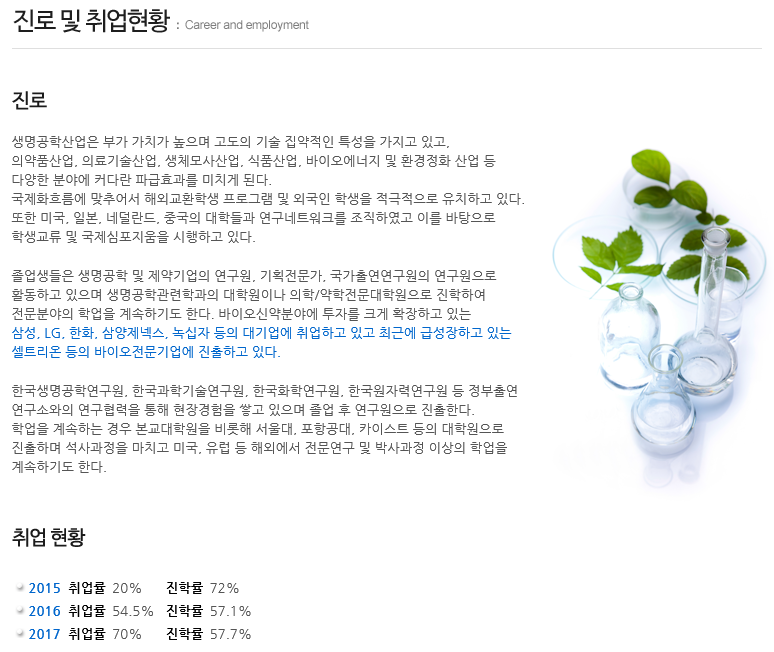 진로 및 취업현황 : Career and employment
진로
생명공학산업은 부가 가치가 높으며 고도의 기술 집약적인 특성을 가지고 있고,
의약품산업, 의료기술산업, 생체모사산업, 식품산업, 바이오에너지 및 환경정화 산업 등
다양한 분야에 커다란 파급효과를 미치게 된다.
국제화흐름에 맞추어서 해외교환학생 프로그램 및 외국인 학생을 적극적으로 유치하고 있다.
또한 미국, 일본, 네덜란드, 중국의 대학들과 연구네트워크를 조직하였고 이를 바탕으로
학생교류 및 국제심포지움을 시행하고 있다.
졸업생들은 생명공학 및 제약기업의 연구원, 기획전문가, 국가출연연구원의 연구원으로
활동하고 있으며 생명공학관련학과의 대학원이나 의학/약학전문대학원으로 진학하여
전문분야의 학업을 계속하기도 한다. 바이오신약분야에 투자를 크게 확장하고 있는
삼성, LG, 한화, 삼양제넥스, 녹십자 등의 대기업에 취업하고 있고 최근에 급성장하고 있는
셀트리온 등의 바이오전문기업에 진출하고 있다.
한국생명공학연구원, 한국과학기술연구원, 한국화학연구원, 한국원자력연구원 등 정부출연
연구소와의 연구협력을 통해 현장경험을 쌓고 있으며 졸업 후 연구원으로 진출한다.
학업을 계속하는 경우 본교대학원을 비롯해 서울대, 포항공대, 카이스트 등의 대학원으로
진출하며 석사과정을 마치고 미국, 유럽 등 해외에서 전문연구 및 박사과정 이상의 학업을
계속하기도 한다.
취업 현황
2015 취업률 20% 진학률 72%
2016 취업률 54.5% 진학률 57.1%
2017 취업률 70% 진학률 57.7%